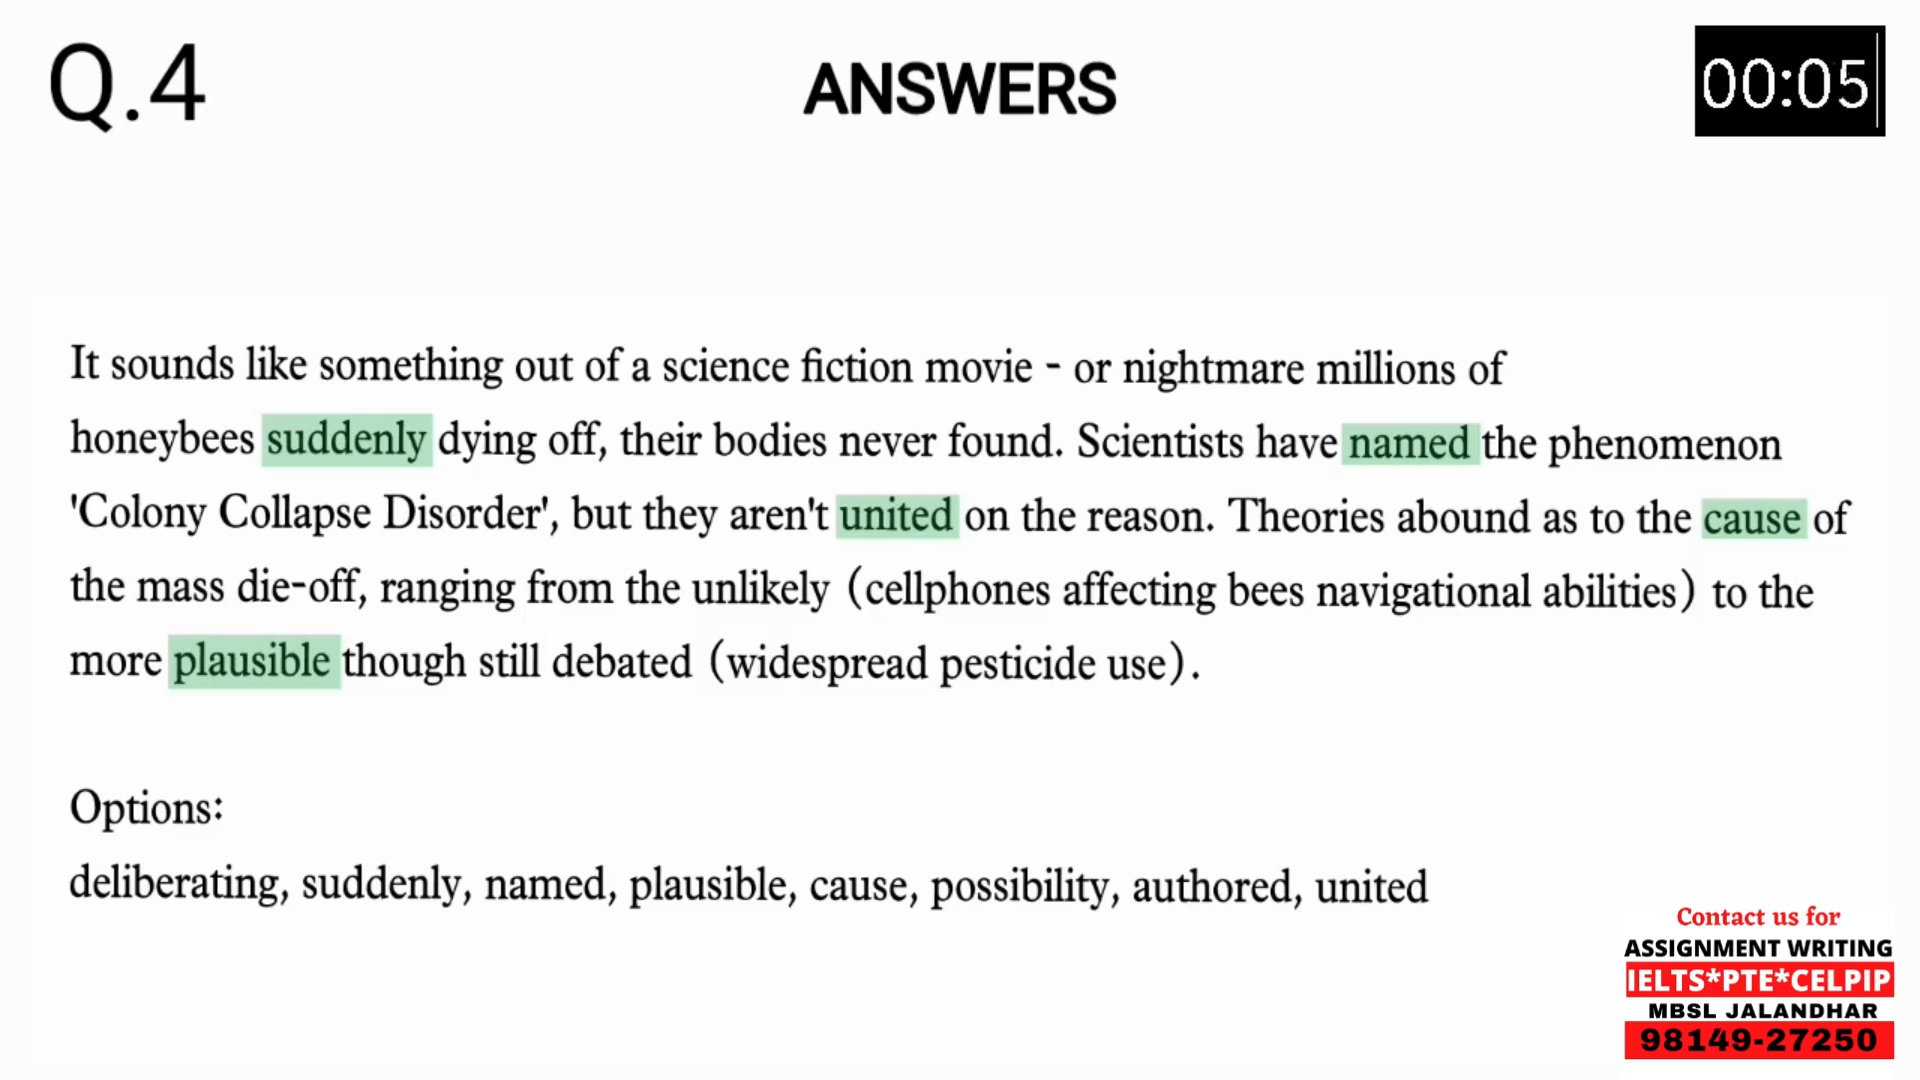 Q.4
ANSWERS
00:05
It sounds like something out of a science fiction movie - or nightmare millions of
honeybees suddenly dying off, their bodies never found. Scientists have named the phenomenon
'Colony Collapse Disorder', but they aren't united on the reason. Theories abound as to the cause of
the mass die-off, ranging from the unlikely (cellphones affecting bees navigational abilities) to the
more plausible though still debated (widespread pesticide use).
Options:
deliberating, suddenly, named, plausible, cause, possibility, authored, united
Contact us for
ASSIGNMENT WRITING
IELTS*PTE*CELPIP
MBSL JALANDHAR
98149-27250